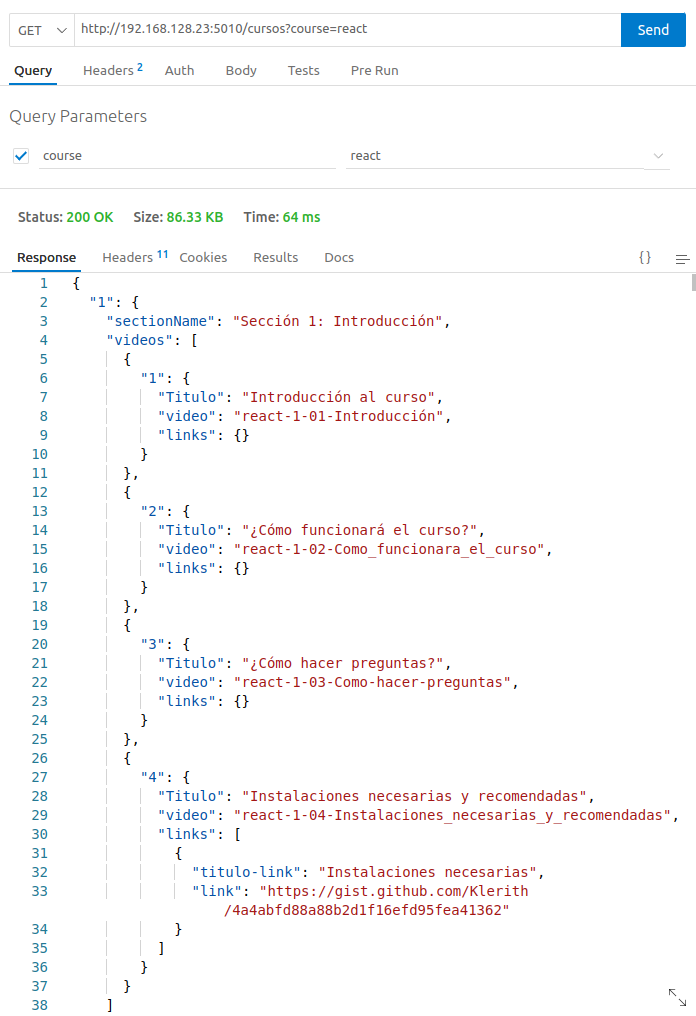 GET http://192.168.128.23:5010/cursos?course=react Send
Query Headers 2 Auth Body Tests Pre Run
Query Parameters
course react
Status: 200 OK Size: 86.33 KB Time: 64 ms
Response Headers 11 Cookies Results Docs {}
1 {
2 "1": {
3 "sectionName": "Sección 1: Introducción",
4 "videos": [
5 {
6 "1": {
7 "Titulo": "Introducción al curso",
8 "video": "react-1-01-Introducción",
9 "links": {}
10 }
11 },
12 {
13 "2": {
14 "Titulo": "¿Cómo funcionará el curso?",
15 "video": "react-1-02-Como_funcionara_el_curso",
16 "links": {}
17 }
18 },
19 {
20 "3": {
21 "Titulo": "¿Cómo hacer preguntas?",
22 "video": "react-1-03-Como-hacer-preguntas",
23 "links": {}
24 }
25 },
26 {
27 "4": {
28 "Titulo": "Instalaciones necesarias y recomendadas",
29 "video": "react-1-04-Instalaciones_necesarias_y_recomendadas",
30 "links": [
31 {
32 "titulo-link": "Instalaciones necesarias",
33 "link": "https://gist.github.com/Klerith
/4a4abfd88a88b2d1f16efd95fea41362"
34 }
35 ]
36 }
37 }
38 ]